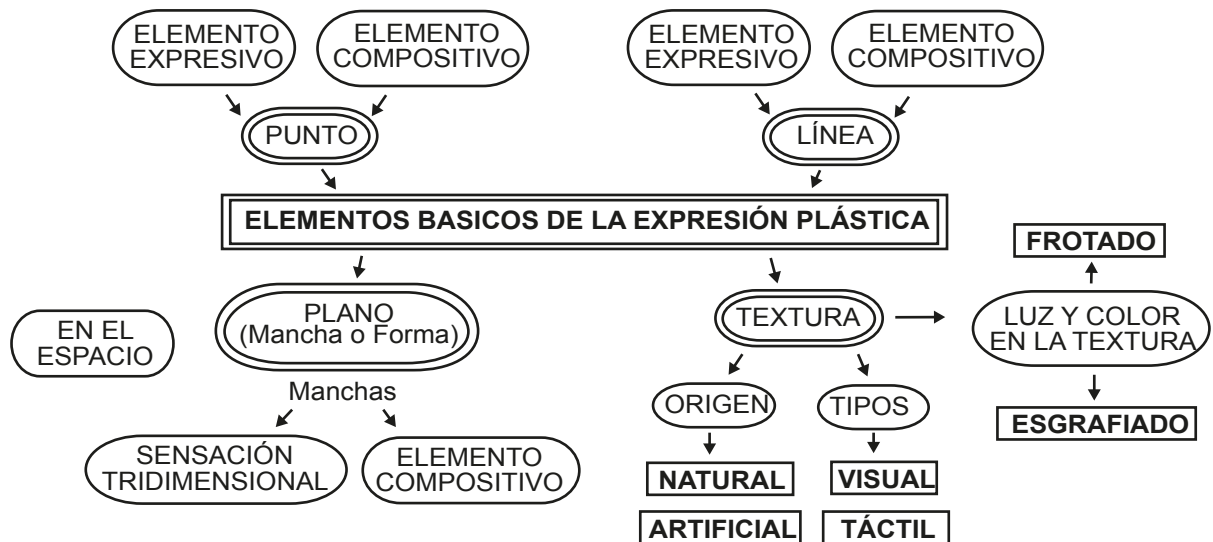 ELEMENTO
EXPRESIVO
ELEMENTO
COMPOSITIVO
ELEMENTO
EXPRESIVO
ELEMENTO
COMPOSITIVO
PUNTO
LÍNEA
ELEMENTOS BASICOS DE LA EXPRESIÓN PLÁSTICA
FROTADO
EN EL
ESPACIO
PLANO
(Mancha o Forma)
TEXTURA
LUZ Y COLOR
EN LA TEXTURA
Manchas
ORIGEN
TIPOS
ESGRAFIADO
SENSACIÓN
TRIDIMENSIONAL
ELEMENTO
COMPOSITIVO
NATURAL
VISUAL
ARTIFICIAL
TÁCTIL